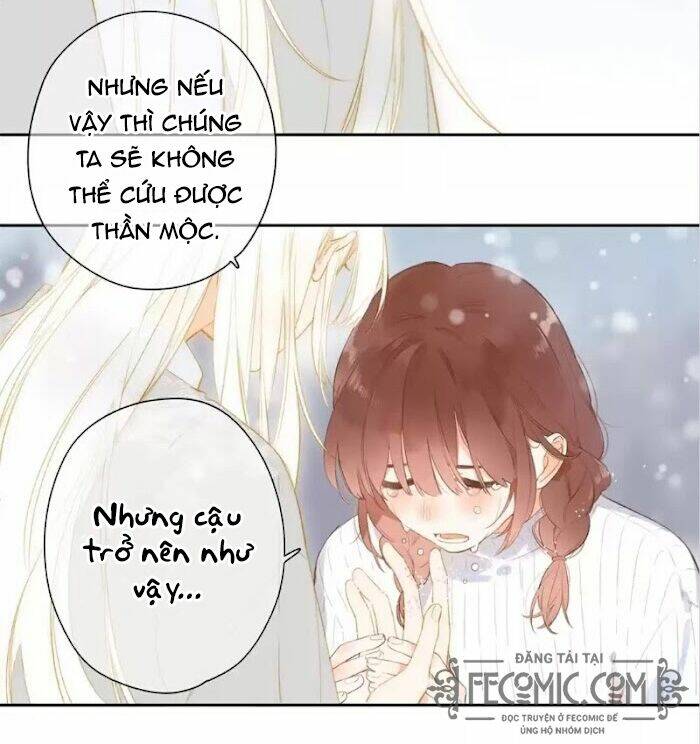 NHƯNG NẾU
VẬY THÌ CHÚNG
TA SẼ KHÔNG
THỂ CỨU ĐƯỢC
THẦN MỘC.
Nhưng cậu
trở nên như
vậy...
ĐĂNG TẢI TẠI
FECOMIC.COM
ĐỌC TRUYỆN Ở FECOMIC ĐỂ
ỦNG HỘ NHÓM DỊCH